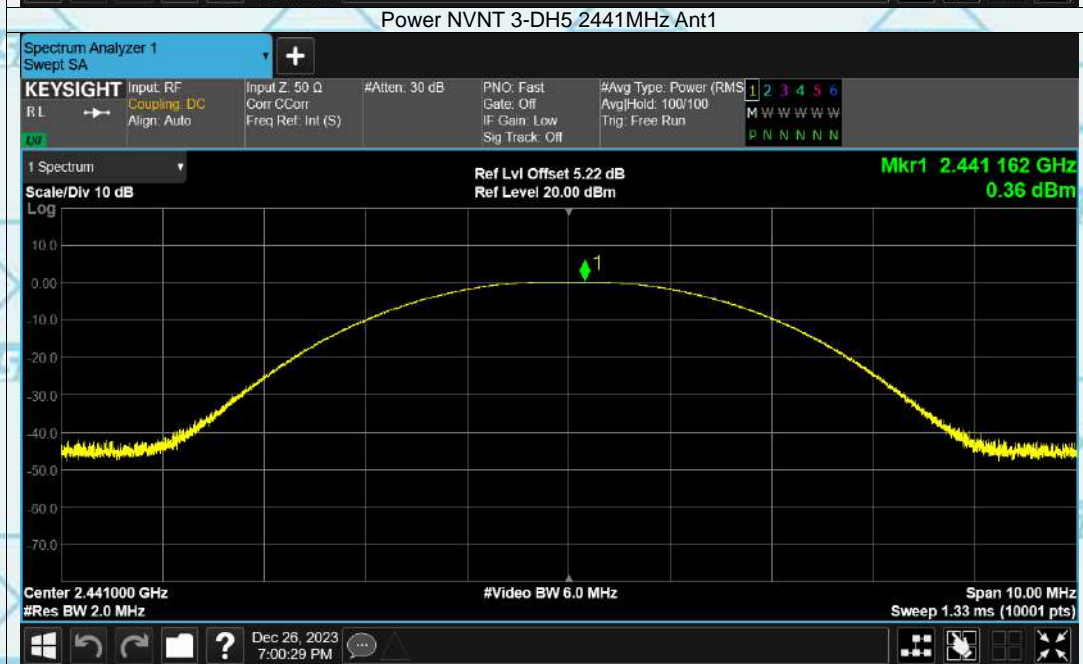 Power NVNT 3-DH5 2441MHz Ant1
Spectrum Analyzer 1
Swept SA
+
KEYSIGHT Input: RF Input Z: 50 Ω #Atten: 30 dB PNO: Fast #Avg Type: Power (RMS 1 2 3 4 5 6
RL Coupling: DC Corr CCorr Gate: Off Avg|Hold: 100/100 M W W W W W
Align: Auto Freq Ref: Int (S) IF Gain: Low Trig: Free Run
Sig Track: Off P N N N N N
LXI
1 Spectrum Ref Lvl Offset 5.22 dB Mkr1 2.441 162 GHz
Scale/Div 10 dB Ref Level 20.00 dBm 0.36 dBm
Log
10.0
1
0.00
-10.0
-20.0
-30.0
-40.0
-50.0
-60.0
-70.0
Center 2.441000 GHz #Video BW 6.0 MHz Span 10.00 MHz
#Res BW 2.0 MHz Sweep 1.33 ms (10001 pts)
? Dec 26, 2023
7:00:29 PM